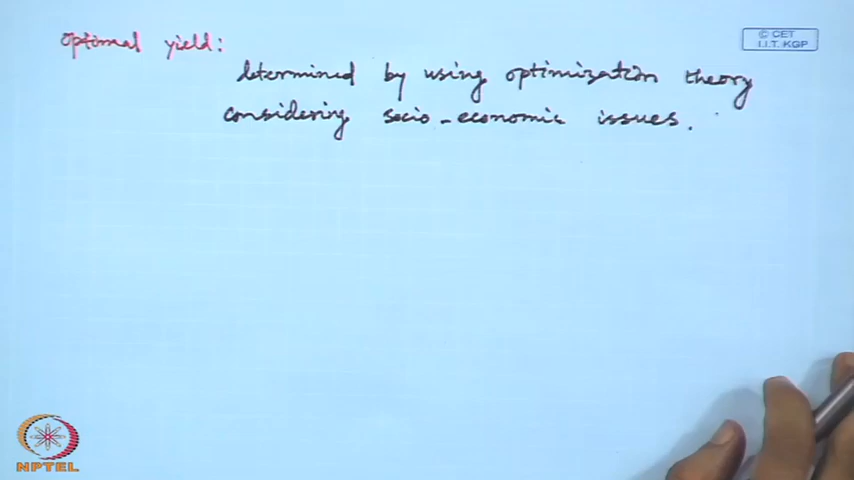 optimal yield:
© CET
I.I.T. KGP
determined by using optimization theory
considering socio-economic issues.
NPTEL